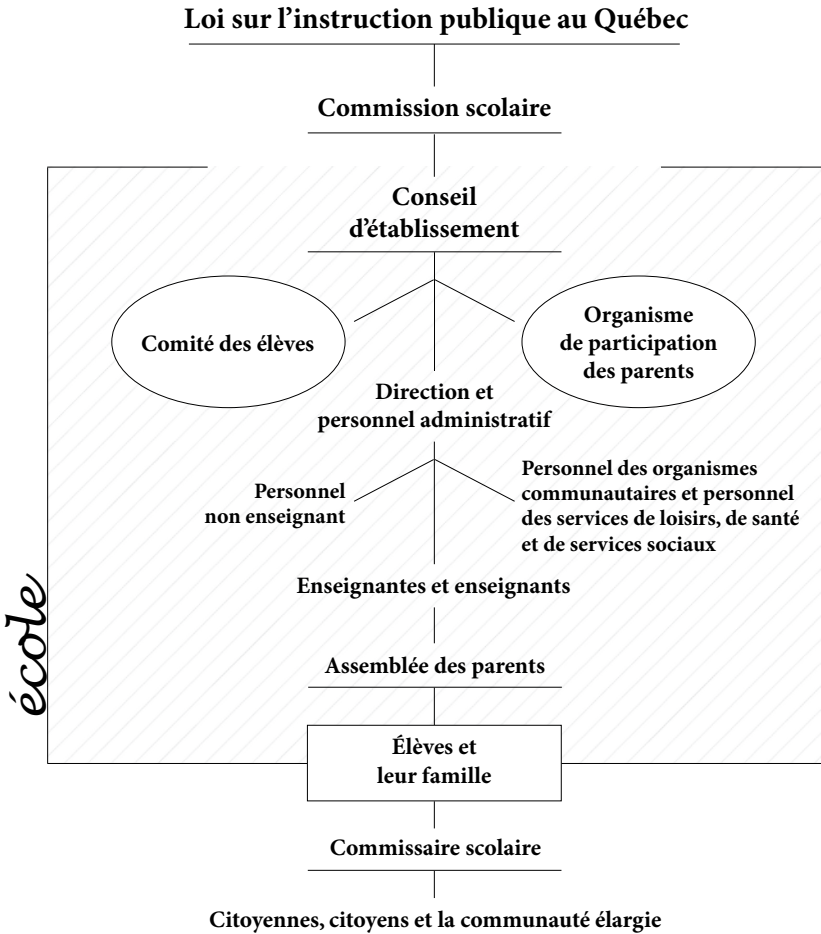 Loi sur l'instruction publique au Québec
Commission scolaire
Conseil
d'établissement
Comité des élèves
Organisme
de participation
des parents
Direction et
personnel administratif
Personnel
non enseignant
Personnel des organismes
communautaires et personnel
des services de loisirs, de santé
et de services sociaux
Enseignantes et enseignants
école
Assemblée des parents
Élèves et
leur famille
Commissaire scolaire
Citoyennes, citoyens et la communauté élargie